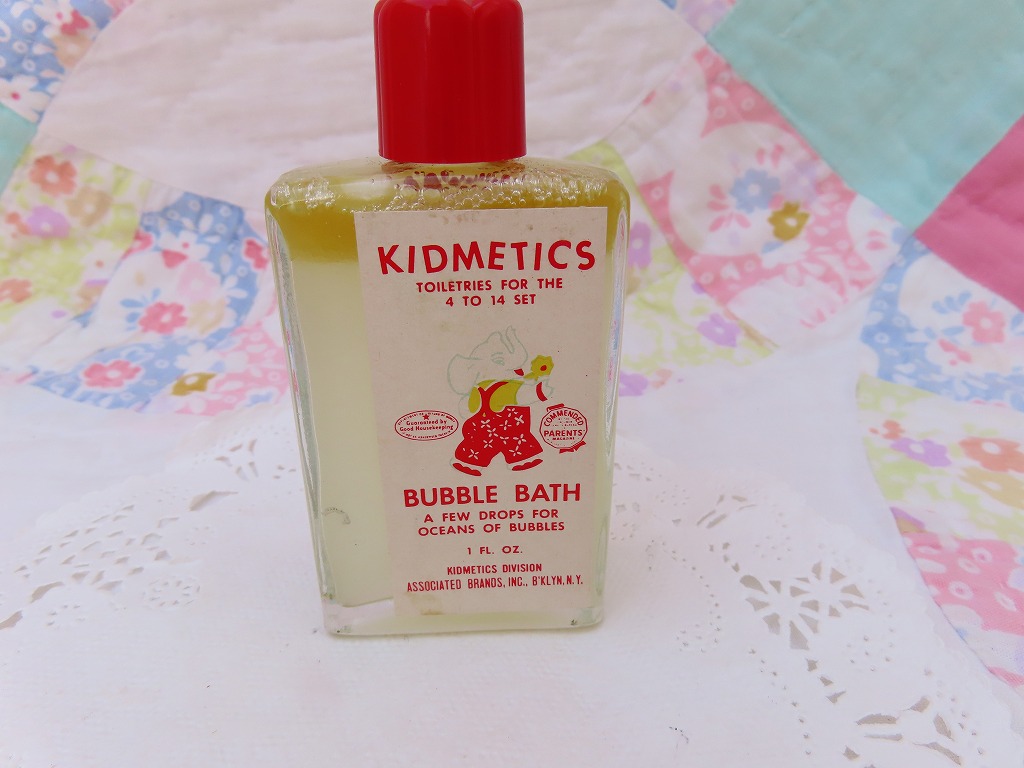 KIDMETICS
TOILETRIES FOR THE
4 TO 14 SET
Guaranteed by
Good Housekeeping
COMMENDED
PARENTS
MAGAZINE
BUBBLE BATH
A FEW DROPS FOR
OCEANS OF BUBBLES
1 FL. OZ.
KIDMETICS DIVISION
ASSOCIATED BRANDS, INC., B'KLYN, N.Y.